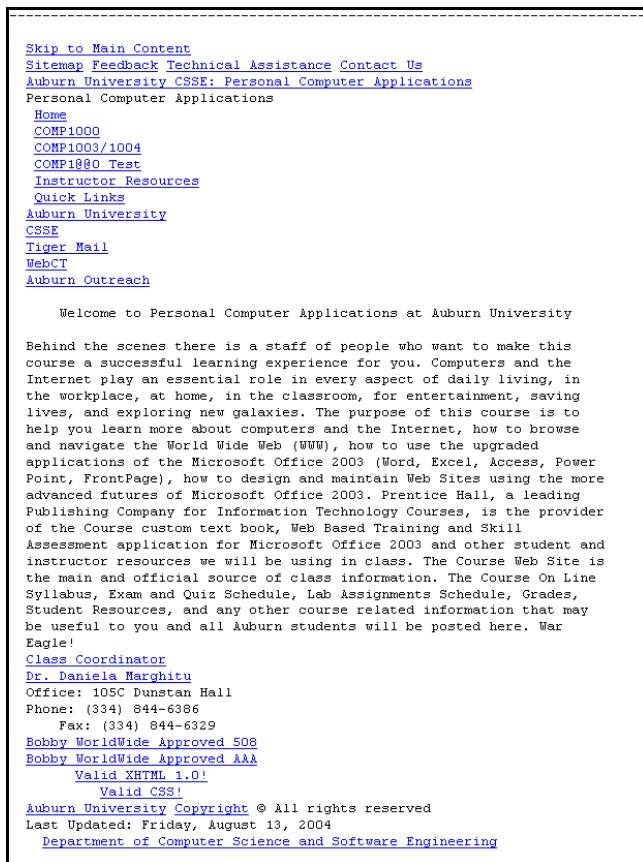 Skip to Main Content
Sitemap Feedback Technical Assistance Contact Us
Auburn University CSSE: Personal Computer Applications
Personal Computer Applications
Home
COMP1000
COMP1003/1004
COMP1@@0 Test
Instructor Resources
Quick Links
Auburn University
CSSE
Tiger Mail
WebCT
Auburn Outreach
Welcome to Personal Computer Applications at Auburn University
Behind the scenes there is a staff of people who want to make this
course a successful learning experience for you. Computers and the
Internet play an essential role in every aspect of daily living, in
the workplace, at home, in the classroom, for entertainment, saving
lives, and exploring new galaxies. The purpose of this course is to
help you learn more about computers and the Internet, how to browse
and navigate the World Wide Web (WWW), how to use the upgraded
applications of the Microsoft Office 2003 (Word, Excel, Access, Power
Point, FrontPage), how to design and maintain Web Sites using the more
advanced futures of Microsoft Office 2003. Prentice Hall, a leading
Publishing Company for Information Technology Courses, is the provider
of the Course custom text book, Web Based Training and Skill
Assessment application for Microsoft Office 2003 and other student and
instructor resources we will be using in class. The Course Web Site is
the main and official source of class information. The Course On Line
Syllabus, Exam and Quiz Schedule, Lab Assignments Schedule, Grades,
Student Resources, and any other course related information that may
be useful to you and all Auburn students will be posted here. War
Eagle!
Class Coordinator
Dr. Daniela Marghitu
Office: 105C Dunstan Hall
Phone: (334) 844-6386
Fax: (334) 844-6329
Bobby WorldWide Approved 508
Bobby WorldWide Approved AAA
Valid XHTML 1.0!
Valid CSS!
Auburn University Copyright © All rights reserved
Last Updated: Friday, August 13, 2004
Department of Computer Science and Software Engineering